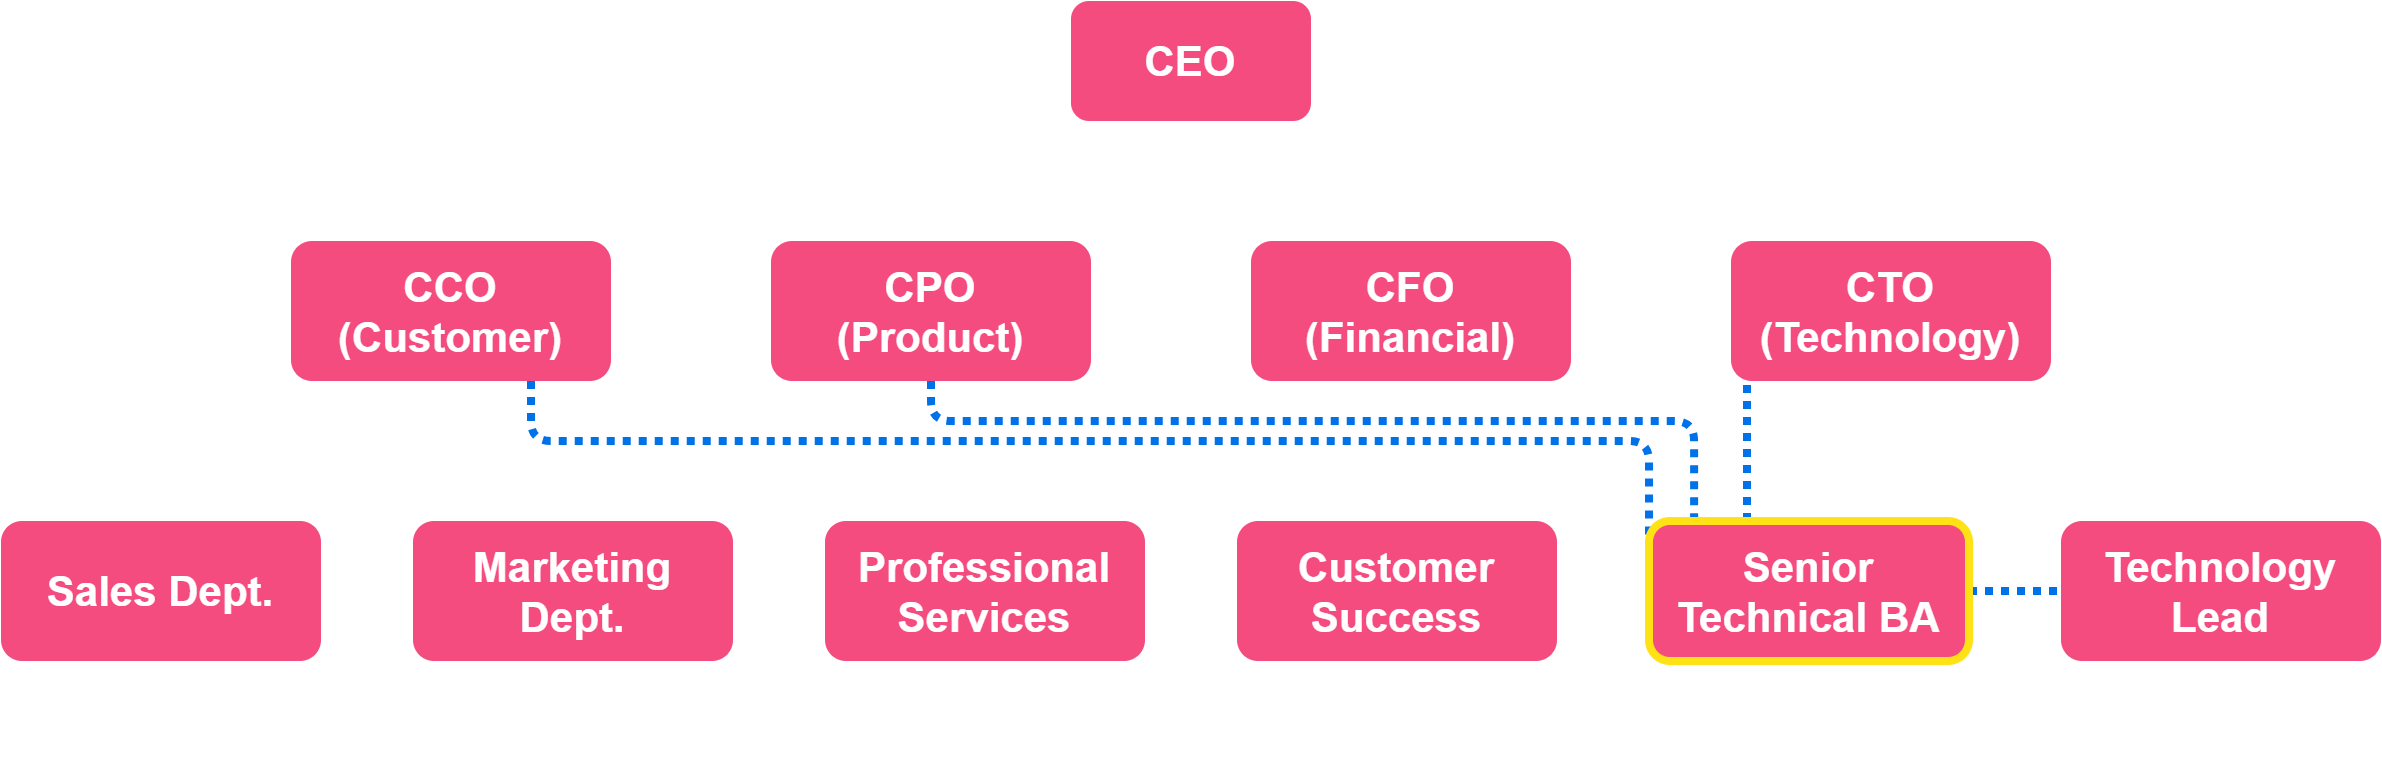 CEO
CCO
(Customer)
CPO
(Product)
CFO
(Financial)
CTO
(Technology)
Sales Dept.
Marketing
Dept.
Professional
Services
Customer
Success
Senior
Technical BA
Technology
Lead